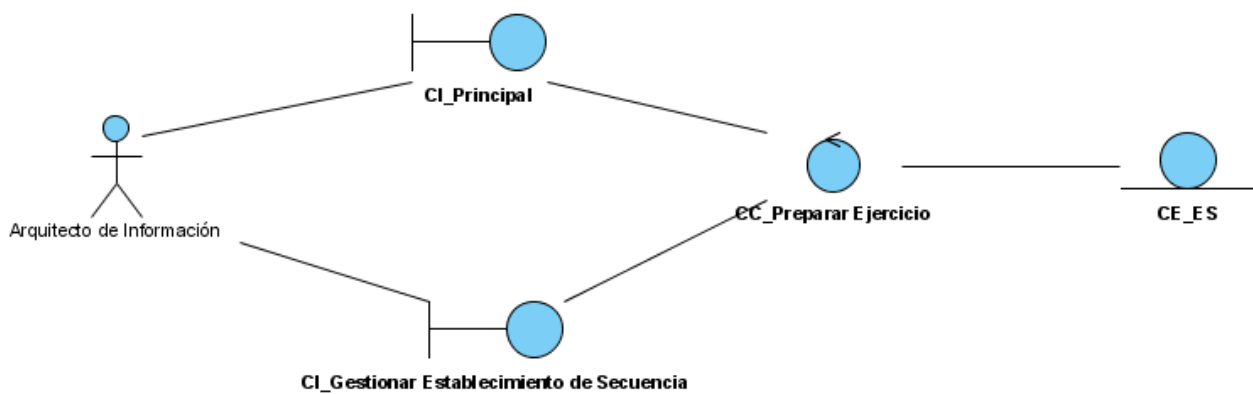 CI_Principal
Arquitecto de Información
CC_Preparar Ejercicio
CE_ES
CI_Gestionar Establecimiento de Secuencia